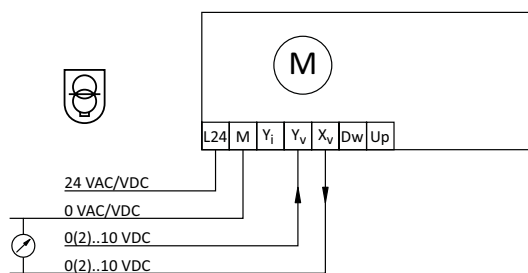 M
L24 M Yi Yv Xv Dw Up
24 VAC/VDC
0 VAC/VDC
0(2)..10 VDC
0(2)..10 VDC